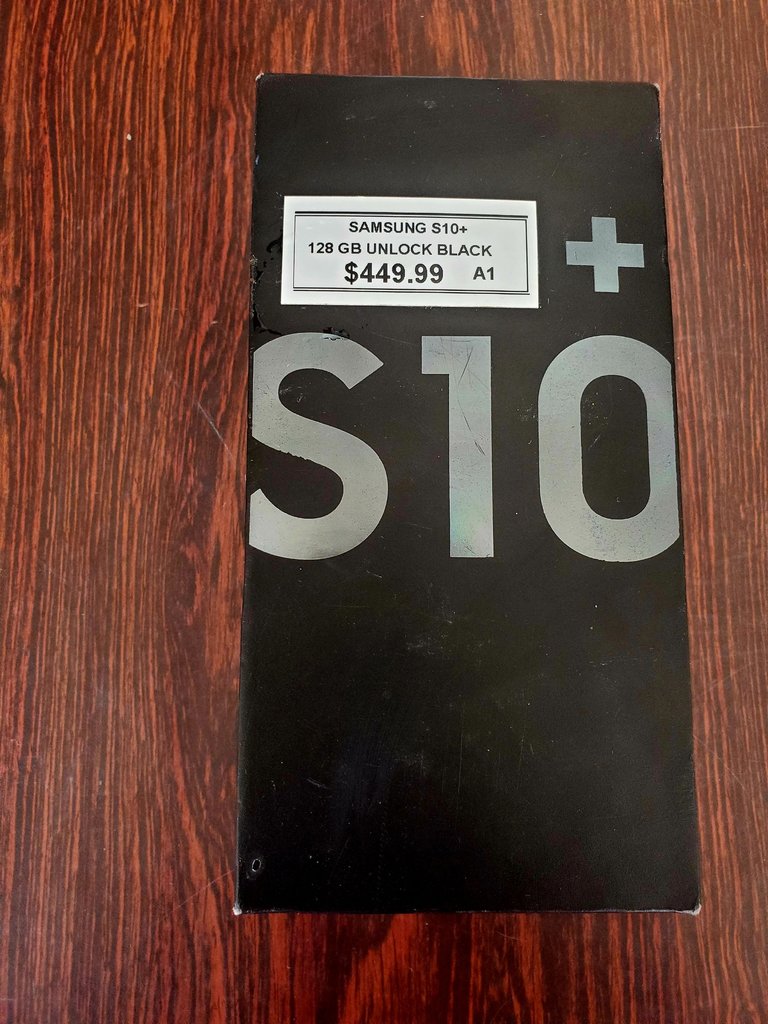 SAMSUNG S10+
128 GB UNLOCK BLACK
$449.99 A1
+
S10